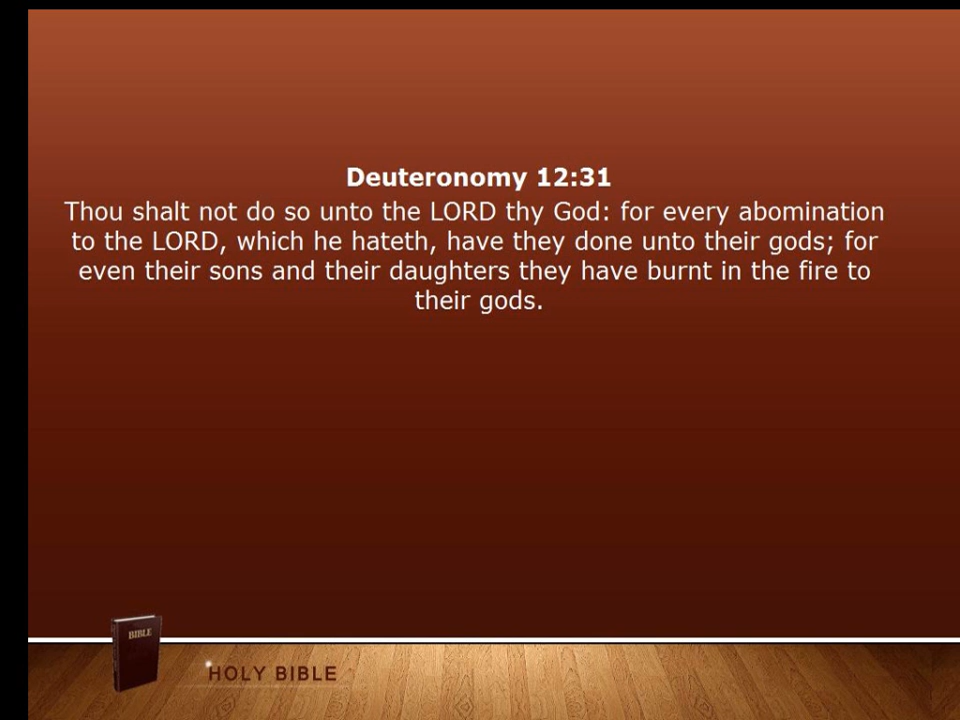 Deuteronomy 12:31
Thou shalt not do so unto the LORD thy God: for every abomination
to the LORD, which he hateth, have they done unto their gods; for
even their sons and their daughters they have burnt in the fire to
their gods.
BIBLE
HOLY BIBLE